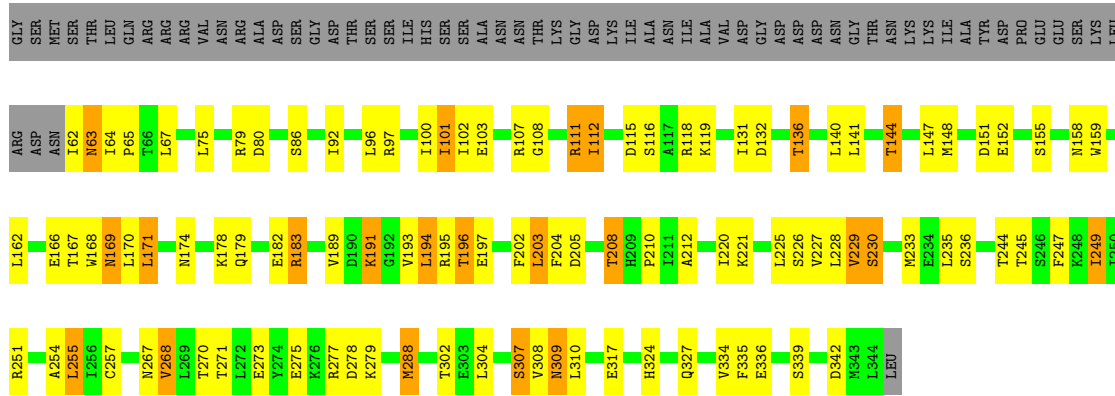 GLY SER MET SER THR LEU GLN ARG ARG ARG VAL ASN ARG ALA ASP SER GLY ASP THR SER SER ILE HIS SER SER ALA ASN ASN THR LYS GLY ASP LYS ILE ALA ASN ILE ALA VAL ASP GLY ASP ASP ASP ASN GLY THR ASN LYS LYS ILE ALA TYR ASP PRO GLU GLU SER LYS LEU
ARG ASP ASN I62 N63 I64 P65 T66 L67 L75 R79 D80 S86 I92 L96 R97 I100 I101 I102 E103 R107 G108 R111 I112 D115 S116 A117 R118 K119 I131 D132 T136 L140 L141 T144 L147 M148 D151 E152 S155 N158 W159
L162 E166 T167 W168 N169 L170 L171 N174 K178 Q179 E182 R183 V189 D190 K191 G192 V193 L194 R195 T196 E197 F202 L203 F204 D205 T208 H209 P210 I211 A212 I220 K221 L225 S226 V227 L228 V229 S230 M233 E234 L235 S236 T244 T245 S246 F247 K248 I249 I250
R251 A254 L255 I256 C257 N267 V268 L269 T270 T271 L272 E273 Y274 E275 K276 R277 D278 K279 M288 T302 E303 L304 S307 V308 N309 L310 E317 H324 Q327 V334 F335 E336 S339 D342 M343 L344 LEU